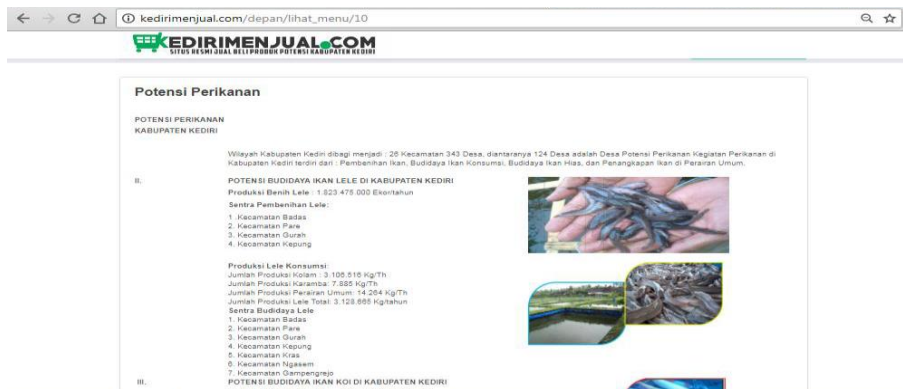 kedirimenjual.com/depan/lihat_menu/10
KEDIRIMENJUAL.COM
SITUS RESMI JUAL BELI PRODUK POTENSI KABUPATEN KEDIRI
Potensi Perikanan
POTENSI PERIKANAN
KABUPATEN KEDIRI
Wilayah Kabupaten Kediri dibagi menjadi : 26 Kecamatan 343 Desa, diantaranya 124 Desa adalah Desa Potensi Perikanan Kegiatan Perikanan di
Kabupaten Kediri terdiri dari : Pembenihan Ikan, Budidaya Ikan Konsumsi, Budidaya Ikan Hias, dan Penangkapan Ikan di Perairan Umum.
II. POTENSI BUDIDAYA IKAN LELE DI KABUPATEN KEDIRI
Produksi Benih Lele : 1.823.475.000 Ekor/tahun
Sentra Pembenihan Lele:
1 .Kecamatan Badas
2. Kecamatan Pare
3. Kecamatan Gurah
4. Kecamatan Kepung
Produksi Lele Konsumsi:
Jumlah Produksi Kolam : 3.106.516 Kg/Th
Jumlah Produksi Karamba: 7.885 Kg/Th
Jumlah Produksi Perairan Umum: 14.264 Kg/Th
Jumlah Produksi Lele Total: 3.128.665 Kg/tahun
Sentra Budidaya Lele
1. Kecamatan Badas
2. Kecamatan Pare
3. Kecamatan Gurah
4. Kecamatan Kepung
5. Kecamatan Kras
6. Kecamatan Ngasem
7. Kecamatan Gampengrejo
III. POTENSI BUDIDAYA IKAN KOI DI KABUPATEN KEDIRI